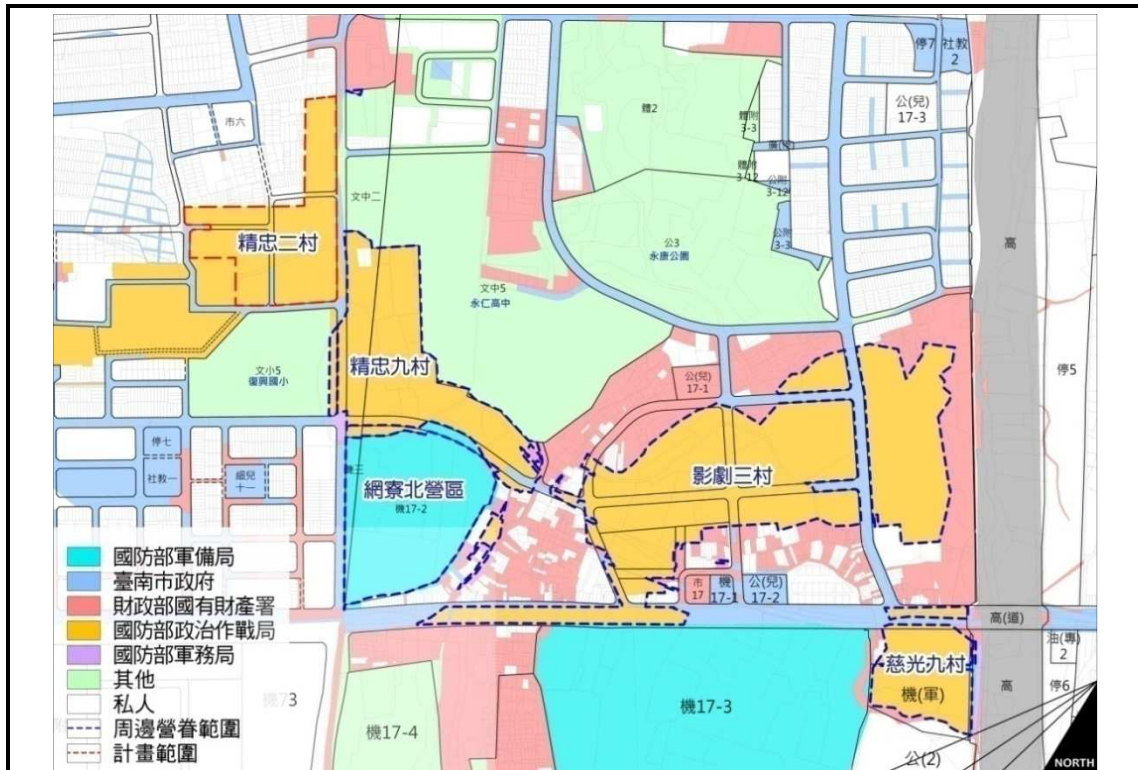 停7
社教
2
公(兒)
17-3
體2
體附
3-3
市六
體附
3-12
公附
3-12
文中二
公附
3-3
精忠二村
高
公3
永康公園
文中5
永仁高中
精忠九村
文小5
復興國小
公(兒)
17-1
停5
停七
社教一
十一
網寮北營區
機17-2
影劇三村
市
17
機
17-1
公(兒)
17-2
高(道)
油(專)
2
慈光九村
機(軍)
高
停6
機73
機17-4
機17-3
公(2)
國防部軍備局
臺南市政府
財政部國有財產署
國防部政治作戰局
國防部軍務局
其他
私人
周邊營眷範圍
計畫範圍
NORTH